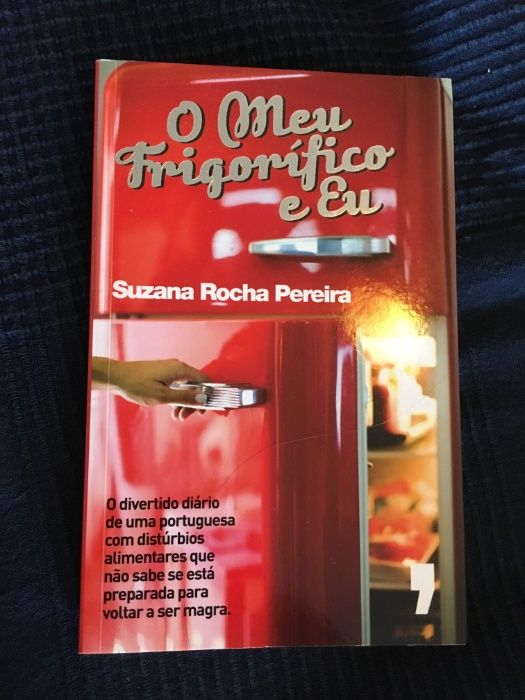 O Meu
Frigorífico
e Eu
Suzana Rocha Pereira
O divertido diário
de uma portuguesa
com distúrbios
alimentares que
não sabe se está
preparada para
voltar a ser magra.